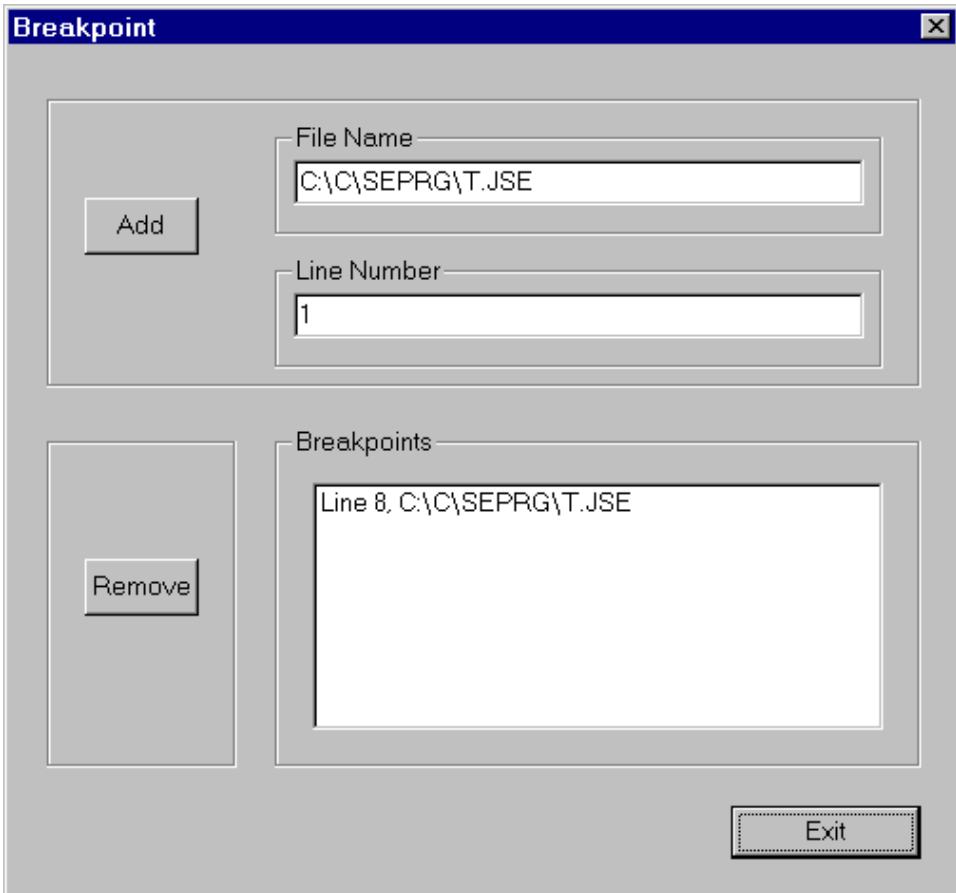 Breakpoint
File Name
C:\C\SEPRG\T.JSE
Add
Line Number
1
Breakpoints
Line 8, C:\C\SEPRG\T.JSE
Remove
Exit